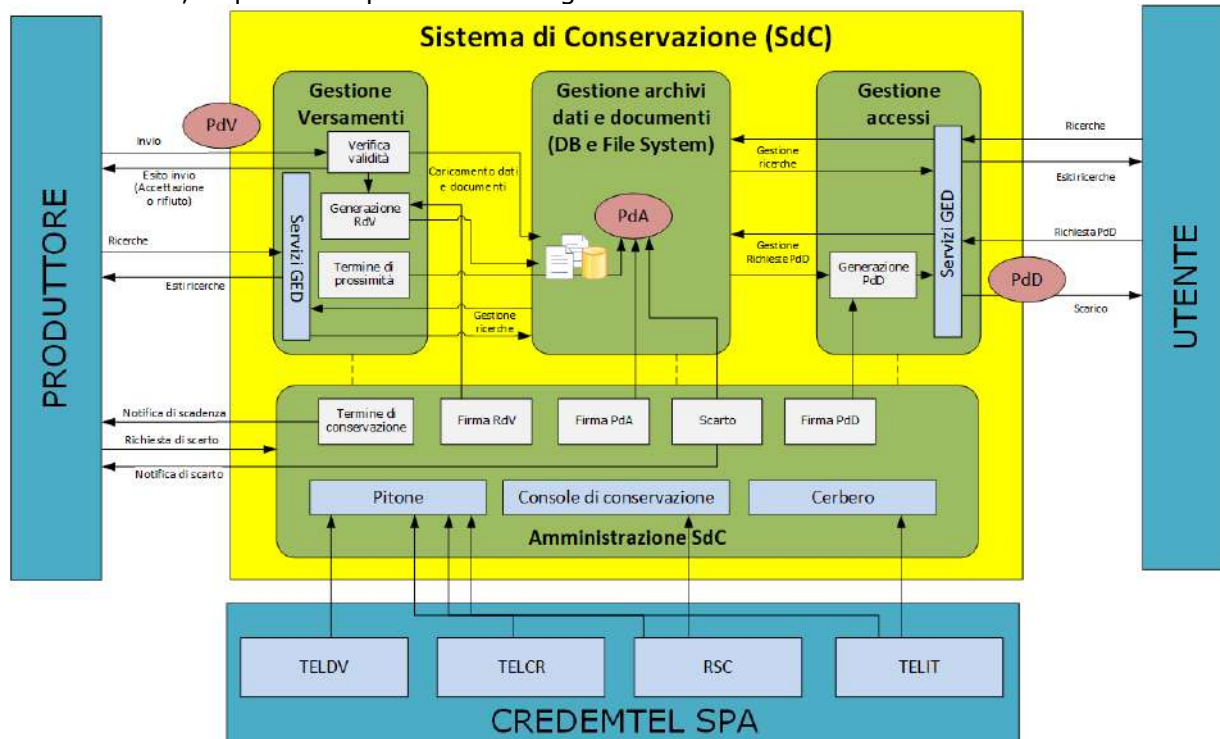 Sistema di Conservazione (SdC)
PRODUTTORE
PdV
Invio
Esito invio
(Accettazione
o rifiuto)
Ricerche
Esiti ricerche
Gestione
Versamenti
Verifica
validità
Generazione
RdV
Termine di
prossimità
Servizi GED
Caricamento dati
e documenti
Gestione
ricerche
Gestione archivi
dati e documenti
(DB e File System)
PdA
Gestione
ricerche
Gestione
Richieste PdD
Gestione
accessi
Generazione
PdD
Servizi GED
Ricerche
Esiti ricerche
Richiesta PdD
PdD
Scarico
UTENTE
Notifica di scadenza
Richiesta di scarto
Notifica di scarto
Termine di
conservazione
Firma RdV
Firma PdA
Scarto
Firma PdD
Pitone
Console di conservazione
Cerbero
Amministrazione SdC
TELDV
TELCR
RSC
TELIT
CREDEMTEL SPA